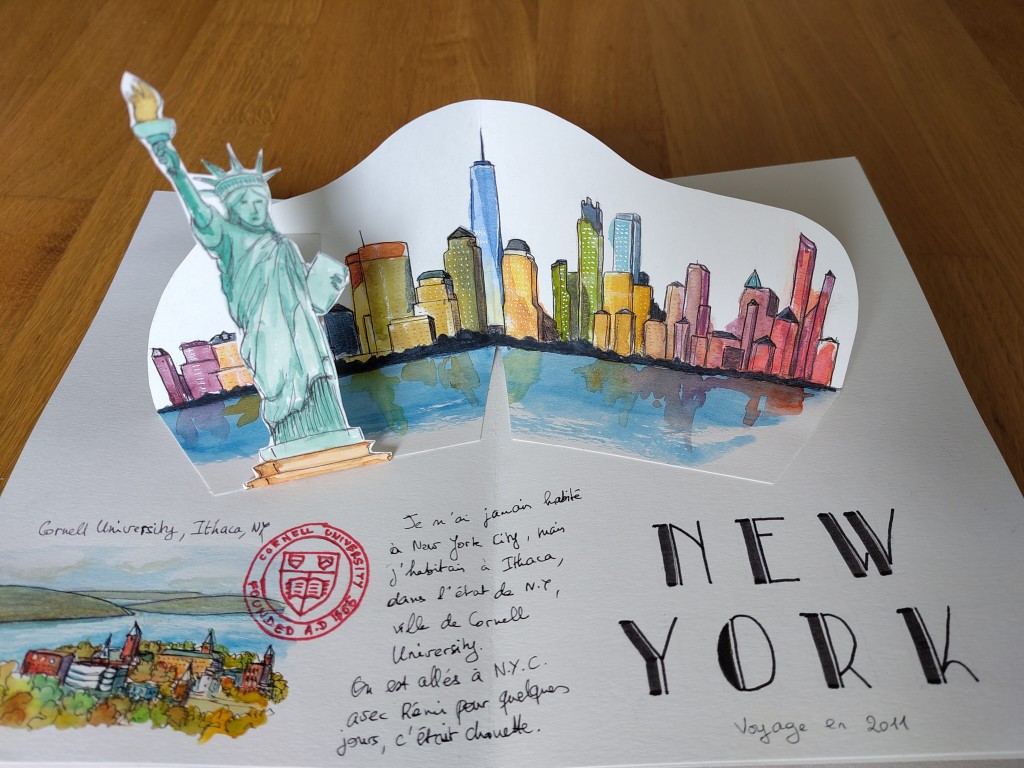 Cornell University, Ithaca, NY
CORNELL UNIVERSITY
FOUNDED A.D. 1865
Je n'ai jamais habité
à New York City, mais
j'habitais à Ithaca,
dans l'état de N.Y,
ville de Cornell
University.
On est allés à N.Y.C.
avec Rémi pour quelques
jours, c'était chouette.
NEW
YORK
Voyage en 2011